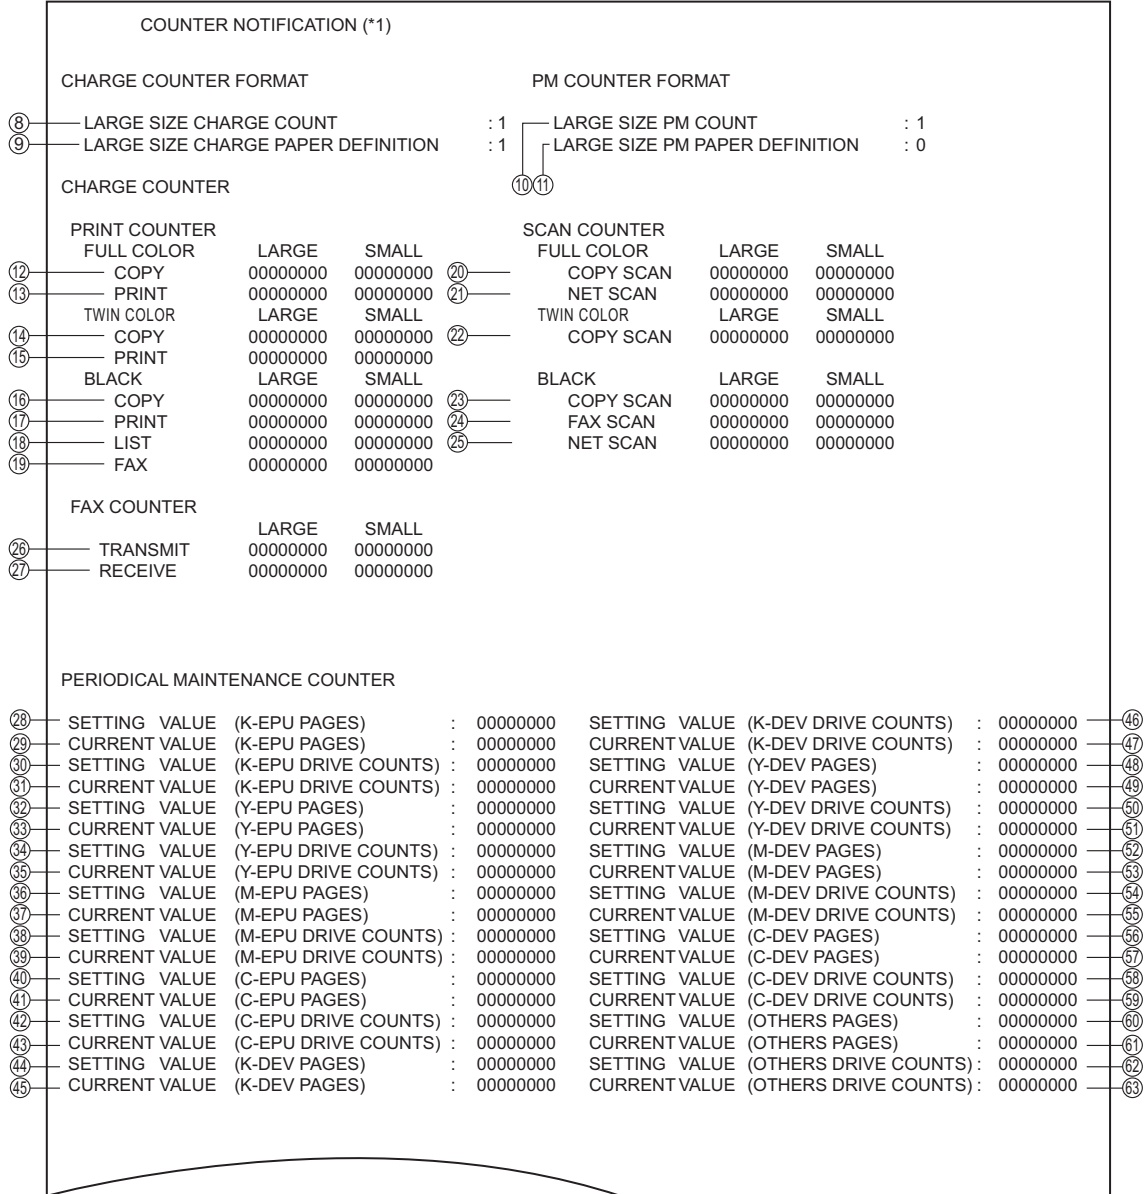 COUNTER NOTIFICATION (*1)
CHARGE COUNTER FORMAT PM COUNTER FORMAT
8 LARGE SIZE CHARGE COUNT : 1 LARGE SIZE PM COUNT : 1
9 LARGE SIZE CHARGE PAPER DEFINITION : 1 LARGE SIZE PM PAPER DEFINITION : 0
10 11
CHARGE COUNTER
PRINT COUNTER SCAN COUNTER
FULL COLOR LARGE SMALL FULL COLOR LARGE SMALL
12 COPY 00000000 00000000 20 COPY SCAN 00000000 00000000
13 PRINT 00000000 00000000 21 NET SCAN 00000000 00000000
TWIN COLOR LARGE SMALL TWIN COLOR LARGE SMALL
14 COPY 00000000 00000000 22 COPY SCAN 00000000 00000000
15 PRINT 00000000 00000000
BLACK LARGE SMALL BLACK LARGE SMALL
16 COPY 00000000 00000000 23 COPY SCAN 00000000 00000000
17 PRINT 00000000 00000000 24 FAX SCAN 00000000 00000000
18 LIST 00000000 00000000 25 NET SCAN 00000000 00000000
19 FAX 00000000 00000000
FAX COUNTER
LARGE SMALL
26 TRANSMIT 00000000 00000000
27 RECEIVE 00000000 00000000
PERIODICAL MAINTENANCE COUNTER
28 SETTING VALUE (K-EPU PAGES) : 00000000 SETTING VALUE (K-DEV DRIVE COUNTS) : 00000000 46
29 CURRENT VALUE (K-EPU PAGES) : 00000000 CURRENT VALUE (K-DEV DRIVE COUNTS) : 00000000 47
30 SETTING VALUE (K-EPU DRIVE COUNTS) : 00000000 SETTING VALUE (Y-DEV PAGES) : 00000000 48
31 CURRENT VALUE (K-EPU DRIVE COUNTS) : 00000000 CURRENT VALUE (Y-DEV PAGES) : 00000000 49
32 SETTING VALUE (Y-EPU PAGES) : 00000000 SETTING VALUE (Y-DEV DRIVE COUNTS) : 00000000 50
33 CURRENT VALUE (Y-EPU PAGES) : 00000000 CURRENT VALUE (Y-DEV DRIVE COUNTS) : 00000000 51
34 SETTING VALUE (Y-EPU DRIVE COUNTS) : 00000000 SETTING VALUE (M-DEV PAGES) : 00000000 52
35 CURRENT VALUE (Y-EPU DRIVE COUNTS) : 00000000 CURRENT VALUE (M-DEV PAGES) : 00000000 53
36 SETTING VALUE (M-EPU PAGES) : 00000000 SETTING VALUE (M-DEV DRIVE COUNTS) : 00000000 54
37 CURRENT VALUE (M-EPU PAGES) : 00000000 CURRENT VALUE (M-DEV DRIVE COUNTS) : 00000000 55
38 SETTING VALUE (M-EPU DRIVE COUNTS) : 00000000 SETTING VALUE (C-DEV PAGES) : 00000000 56
39 CURRENT VALUE (M-EPU DRIVE COUNTS) : 00000000 CURRENT VALUE (C-DEV PAGES) : 00000000 57
40 SETTING VALUE (C-EPU PAGES) : 00000000 SETTING VALUE (C-DEV DRIVE COUNTS) : 00000000 58
41 CURRENT VALUE (C-EPU PAGES) : 00000000 CURRENT VALUE (C-DEV DRIVE COUNTS) : 00000000 59
42 SETTING VALUE (C-EPU DRIVE COUNTS) : 00000000 SETTING VALUE (OTHERS PAGES) : 00000000 60
43 CURRENT VALUE (C-EPU DRIVE COUNTS) : 00000000 CURRENT VALUE (OTHERS PAGES) : 00000000 61
44 SETTING VALUE (K-DEV PAGES) : 00000000 SETTING VALUE (OTHERS DRIVE COUNTS) : 00000000 62
45 CURRENT VALUE (K-DEV PAGES) : 00000000 CURRENT VALUE (OTHERS DRIVE COUNTS) : 00000000 63